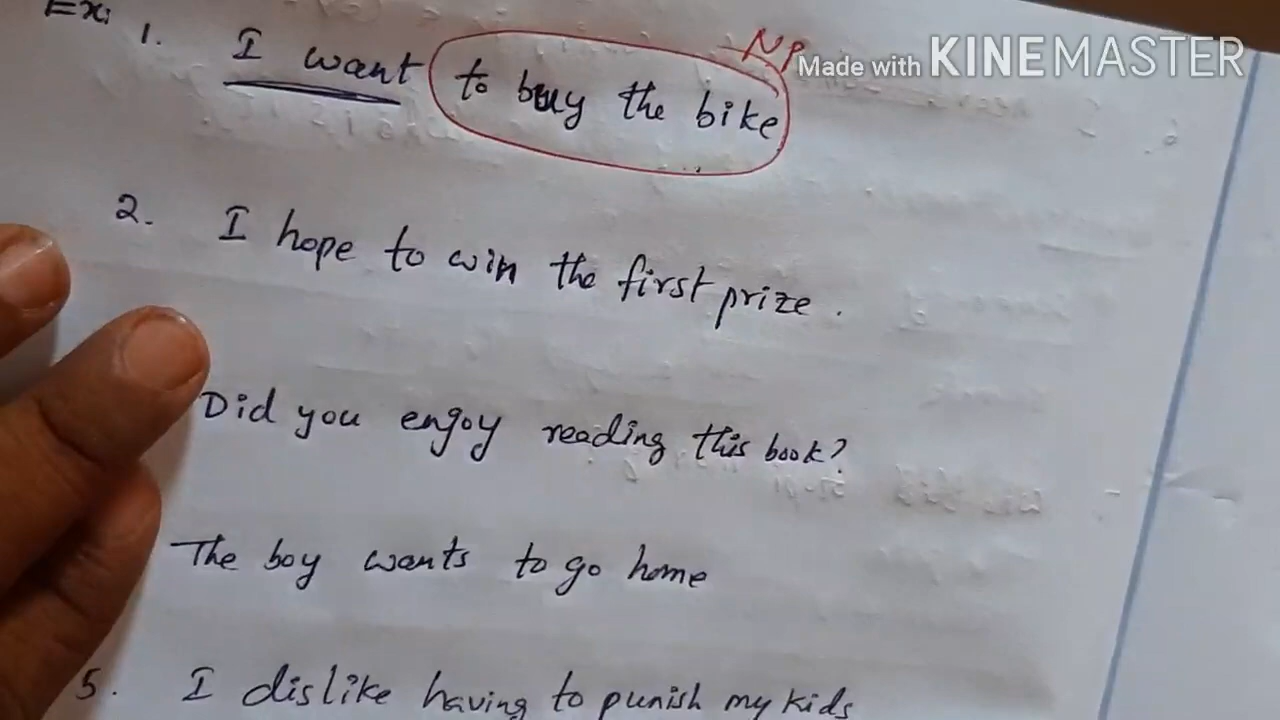 Ex:
NP
Made with KINEMASTER
1. I want to buy the bike
2. I hope to win the first prize.
Did you enjoy reading this book?
The boy wants to go home
5. I dislike having to punish my kids